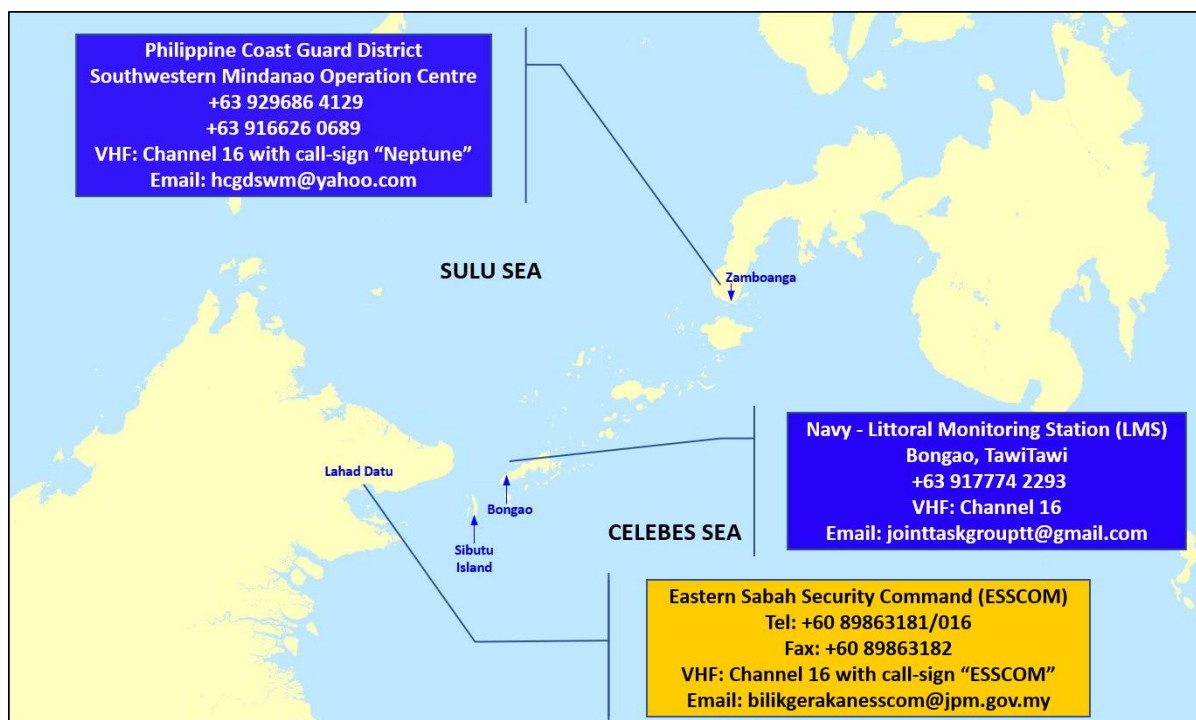 Philippine Coast Guard District
Southwestern Mindanao Operation Centre
+63 929686 4129
+63 916626 0689
VHF: Channel 16 with call-sign “Neptune”
Email: hcgdswm@yahoo.com
SULU SEA
Zamboanga
Navy - Littoral Monitoring Station (LMS)
Bongao, TawiTawi
+63 917774 2293
VHF: Channel 16
Email: jointtaskgrouptt@gmail.com
Lahad Datu
Bongao
CELEBES SEA
Sibutu
Island
Eastern Sabah Security Command (ESSCOM)
Tel: +60 89863181/016
Fax: +60 89863182
VHF: Channel 16 with call-sign “ESSCOM”
Email: bilikgerakanesscom@jpm.gov.my